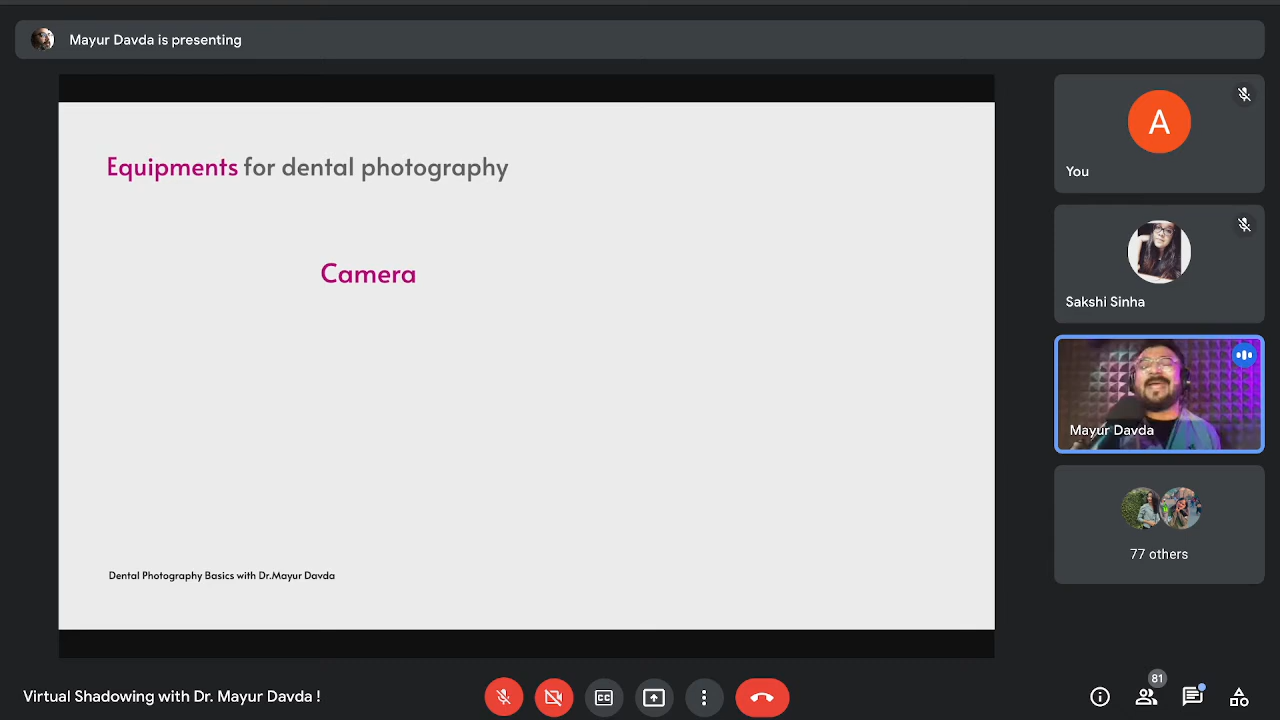 Mayur Davda is presenting
Equipments for dental photography
Camera
Dental Photography Basics with Dr.Mayur Davda
A
You
Sakshi Sinha
Mayur Davda
77 others
Virtual Shadowing with Dr. Mayur Davda !
CC
81